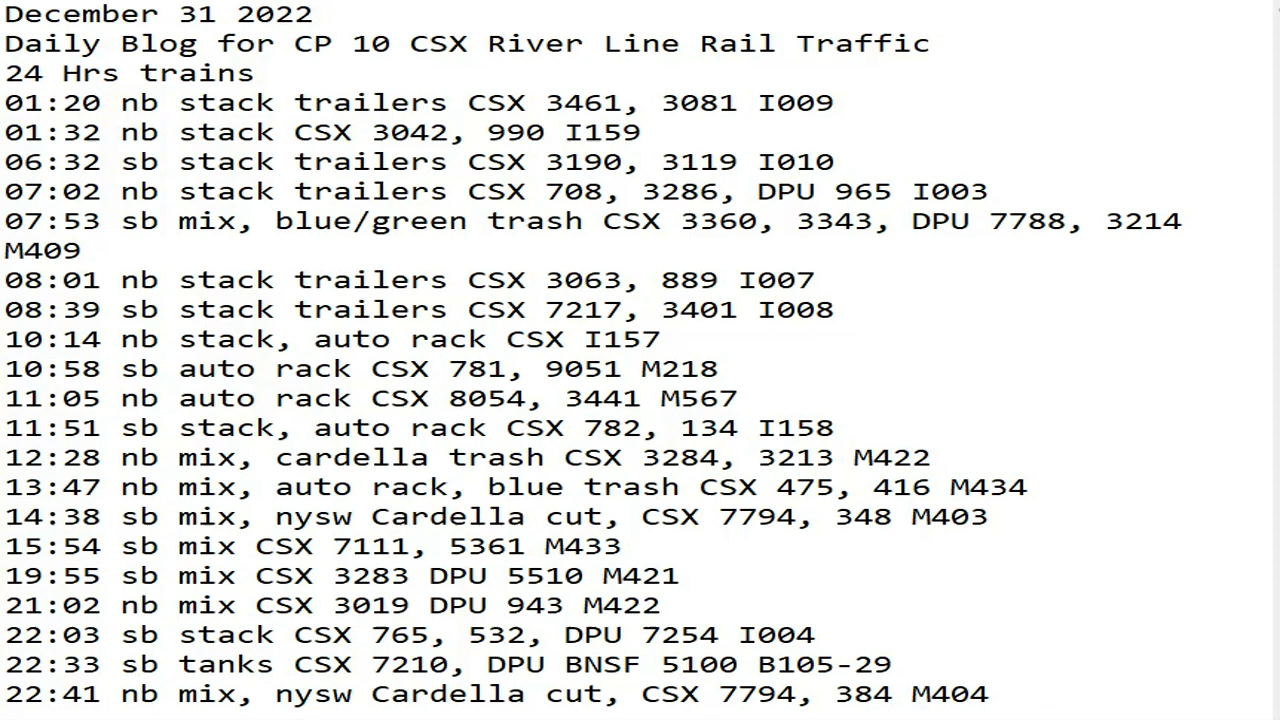 December 31 2022
Daily Blog for CP 10 CSX River Line Rail Traffic
24 Hrs trains
01:20 nb stack trailers CSX 3461, 3081 I009
01:32 nb stack CSX 3042, 990 I159
06:32 sb stack trailers CSX 3190, 3119 I010
07:02 nb stack trailers CSX 708, 3286, DPU 965 I003
07:53 sb mix, blue/green trash CSX 3360, 3343, DPU 7788, 3214
M409
08:01 nb stack trailers CSX 3063, 889 I007
08:39 sb stack trailers CSX 7217, 3401 I008
10:14 nb stack, auto rack CSX I157
10:58 sb auto rack CSX 781, 9051 M218
11:05 nb auto rack CSX 8054, 3441 M567
11:51 sb stack, auto rack CSX 782, 134 I158
12:28 nb mix, cardella trash CSX 3284, 3213 M422
13:47 nb mix, auto rack, blue trash CSX 475, 416 M434
14:38 sb mix, nysw Cardella cut, CSX 7794, 348 M403
15:54 sb mix CSX 7111, 5361 M433
19:55 sb mix CSX 3283 DPU 5510 M421
21:02 nb mix CSX 3019 DPU 943 M422
22:03 sb stack CSX 765, 532, DPU 7254 I004
22:33 sb tanks CSX 7210, DPU BNSF 5100 B105-29
22:41 nb mix, nysw Cardella cut, CSX 7794, 384 M404